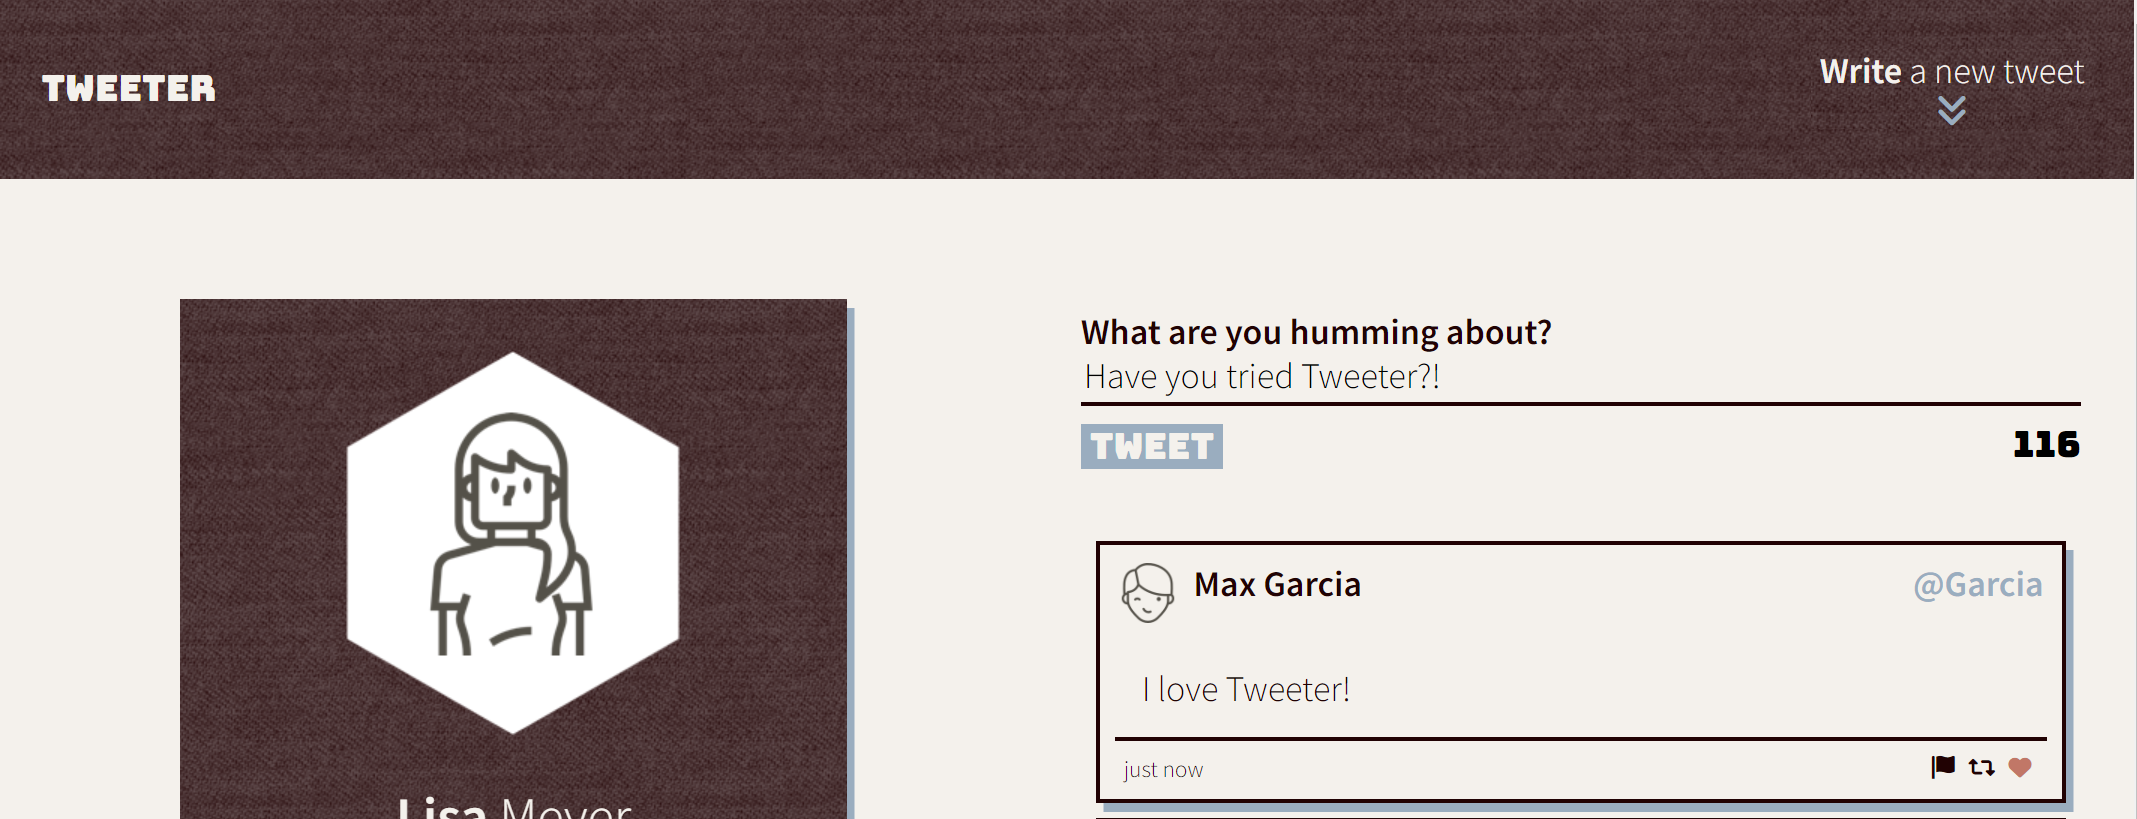 TWEETER
Write a new tweet
What are you humming about?
Have you tried Tweeter?!
TWEET
116
Max Garcia
@Garcia
I love Tweeter!
just now
Lisa Meyer